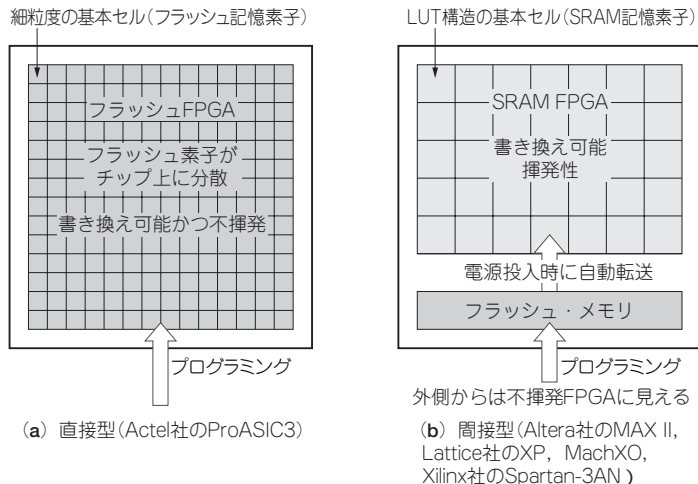 細粒度の基本セル(フラッシュ記憶素子)
フラッシュFPGA
フラッシュ素子が
チップ上に分散
書き換え可能かつ不揮発
プログラミング
(a) 直接型(Actel社のProASIC3)
LUT構造の基本セル(SRAM記憶素子)
SRAM FPGA
書き換え可能
揮発性
電源投入時に自動転送
フラッシュ・メモリ
プログラミング
外側からは不揮発FPGAに見える
(b) 間接型(Altera社のMAX II,
Lattice社のXP, MachXO,
Xilinx社のSpartan-3AN)